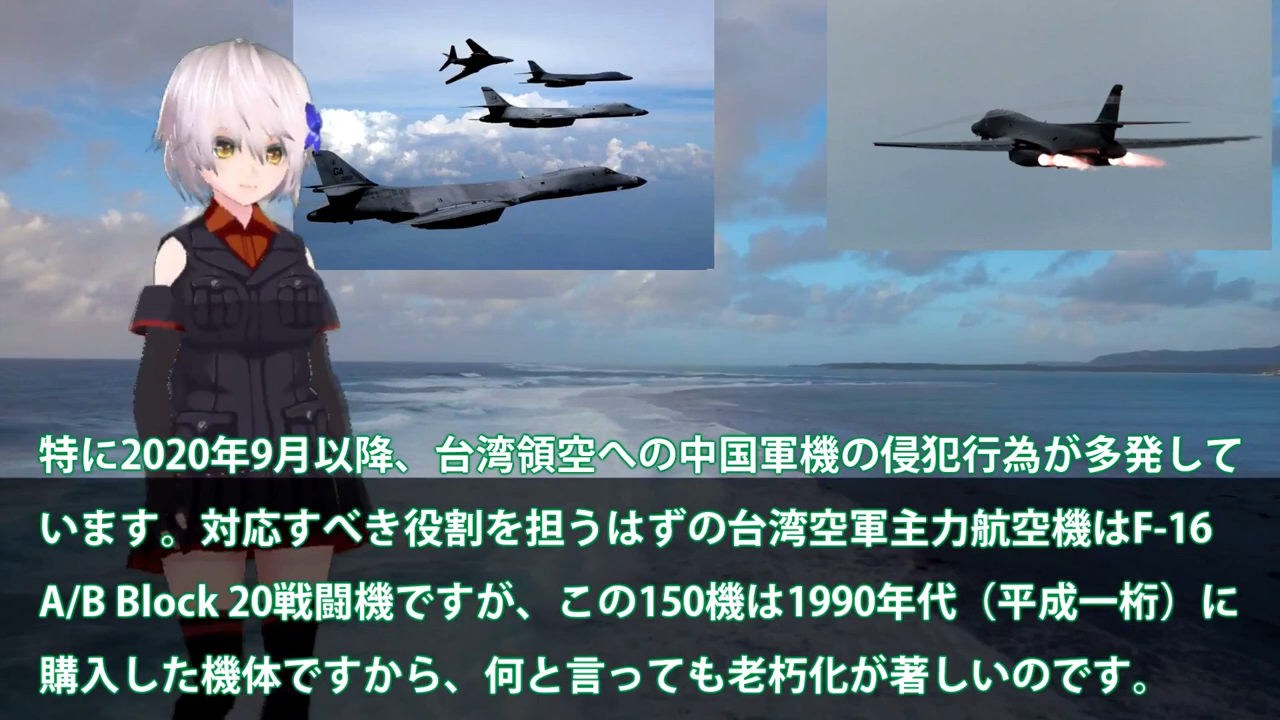 GA
特に2020年9月以降、台湾領空への中国軍機の侵犯行為が多発して
います。対応すべき役割を担うはずの台湾空軍主力航空機はF-16
A/B Block 20戦闘機ですが、この150機は1990年代（平成一桁）に
購入した機体ですから、何と言っても老朽化が著しいのです。